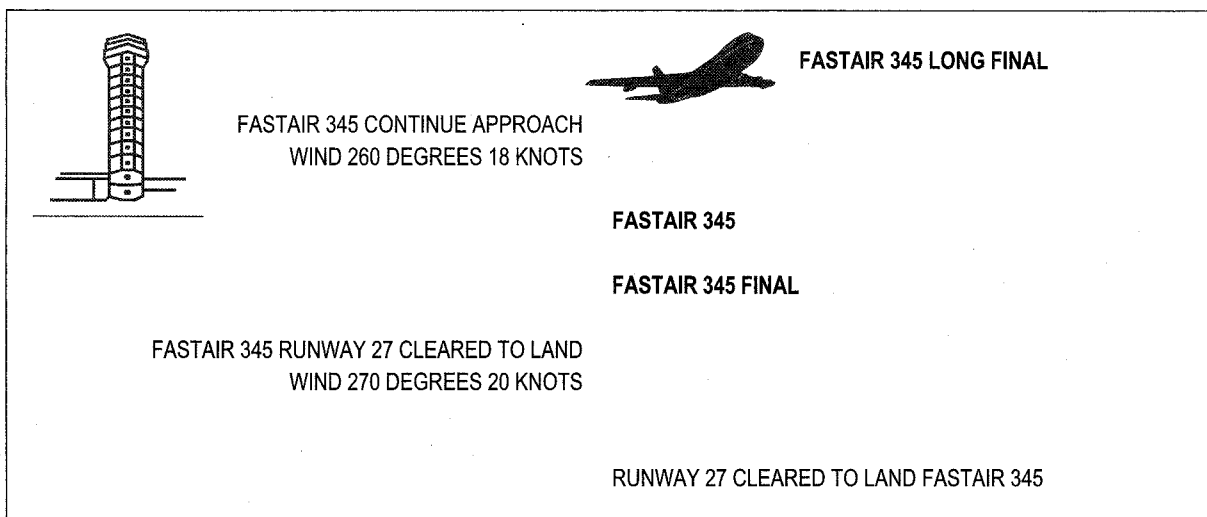 FASTAIR 345 LONG FINAL
FASTAIR 345 CONTINUE APPROACH
WIND 260 DEGREES 18 KNOTS
FASTAIR 345
FASTAIR 345 FINAL
FASTAIR 345 RUNWAY 27 CLEARED TO LAND
WIND 270 DEGREES 20 KNOTS
RUNWAY 27 CLEARED TO LAND FASTAIR 345